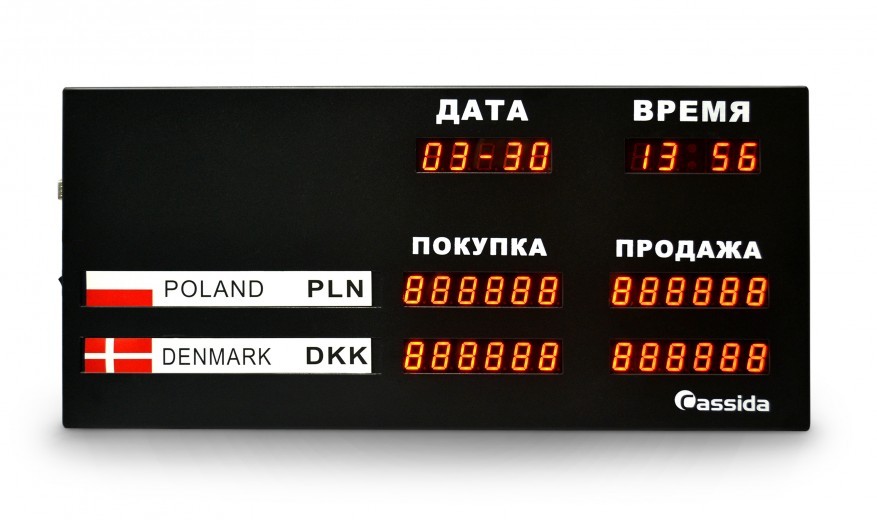 ДАТА ВРЕМЯ
03-30 13 56
ПОКУПКА ПРОДАЖА
POLAND PLN 888888 888888
DENMARK DKK 888888 888888
Cassida